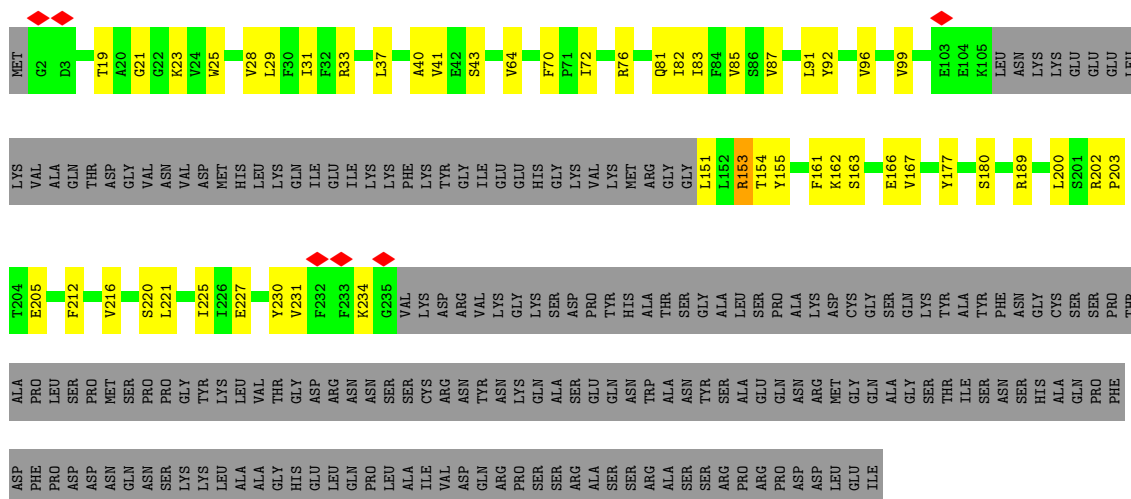 MET G2 D3 T19 A20 G21 G22 K23 V24 W25 V28 L29 F30 I31 F32 R33 L37 A40 V41 E42 S43 V64 F70 P71 I72 R76 Q81 I82 I83 F84 V85 S86 V87 L91 Y92 V96 V99 E103 E104 K105 LEU ASN LYS LYS GLU GLU GLU LEU
LYS VAL ALA GLN THR ASP GLY VAL ASN VAL ASP MET HIS LEU LYS GLN ILE GLU ILE LYS LYS PHE LYS TYR GLY ILE GLU GLU HIS GLY LYS VAL LYS MET ARG GLY GLY L151 L152 R153 T154 Y155 F161 K162 S163 E166 V167 Y177 S180 R189 L200 S201 R202 P203
T204 E205 F212 V216 S220 L221 I225 I226 E227 Y230 V231 F232 F233 K234 G235 VAL LYS ASP ARG VAL LYS GLY LYS SER ASP PRO TYR HIS ALA THR SER GLY ALA LEU SER PRO ALA LYS ASP CYS GLY SER GLN LYS TYR ALA TYR PHE ASN GLY CYS SER SER PRO THR
ALA PRO LEU SER PRO MET SER PRO PRO GLY TYR LYS LEU VAL THR GLY ASP ARG ASN ASN SER SER CYS ARG ASN TYR ASN LYS GLN ALA SER GLU GLN ASN TRP ALA ASN TYR SER ALA GLU GLN ASN ARG MET GLY GLN ALA GLY SER THR ILE SER ASN SER HIS ALA GLN PRO PHE
ASP PHE PRO ASP ASP ASN GLN ASN SER LYS LYS LEU ALA ALA GLY HIS GLU LEU GLN PRO LEU ALA ILE VAL ASP GLN ARG PRO SER SER ARG ALA SER SER ARG ALA SER SER ARG PRO ARG PRO ASP ASP LEU GLU ILE